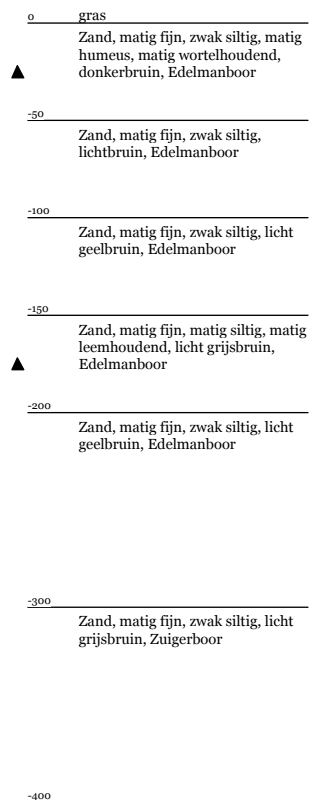 0 gras
Zand, matig fijn, zwak siltig, matig
humeus, matig wortelhoudend,
donkerbruin, Edelmanboor
-50
Zand, matig fijn, zwak siltig,
lichtbruin, Edelmanboor
-100
Zand, matig fijn, zwak siltig, licht
geelbruin, Edelmanboor
-150
Zand, matig fijn, matig siltig, matig
leemhoudend, licht grijsbruin,
Edelmanboor
-200
Zand, matig fijn, zwak siltig, licht
geelbruin, Edelmanboor
-300
Zand, matig fijn, zwak siltig, licht
grijsbruin, Zuigerboor
-400